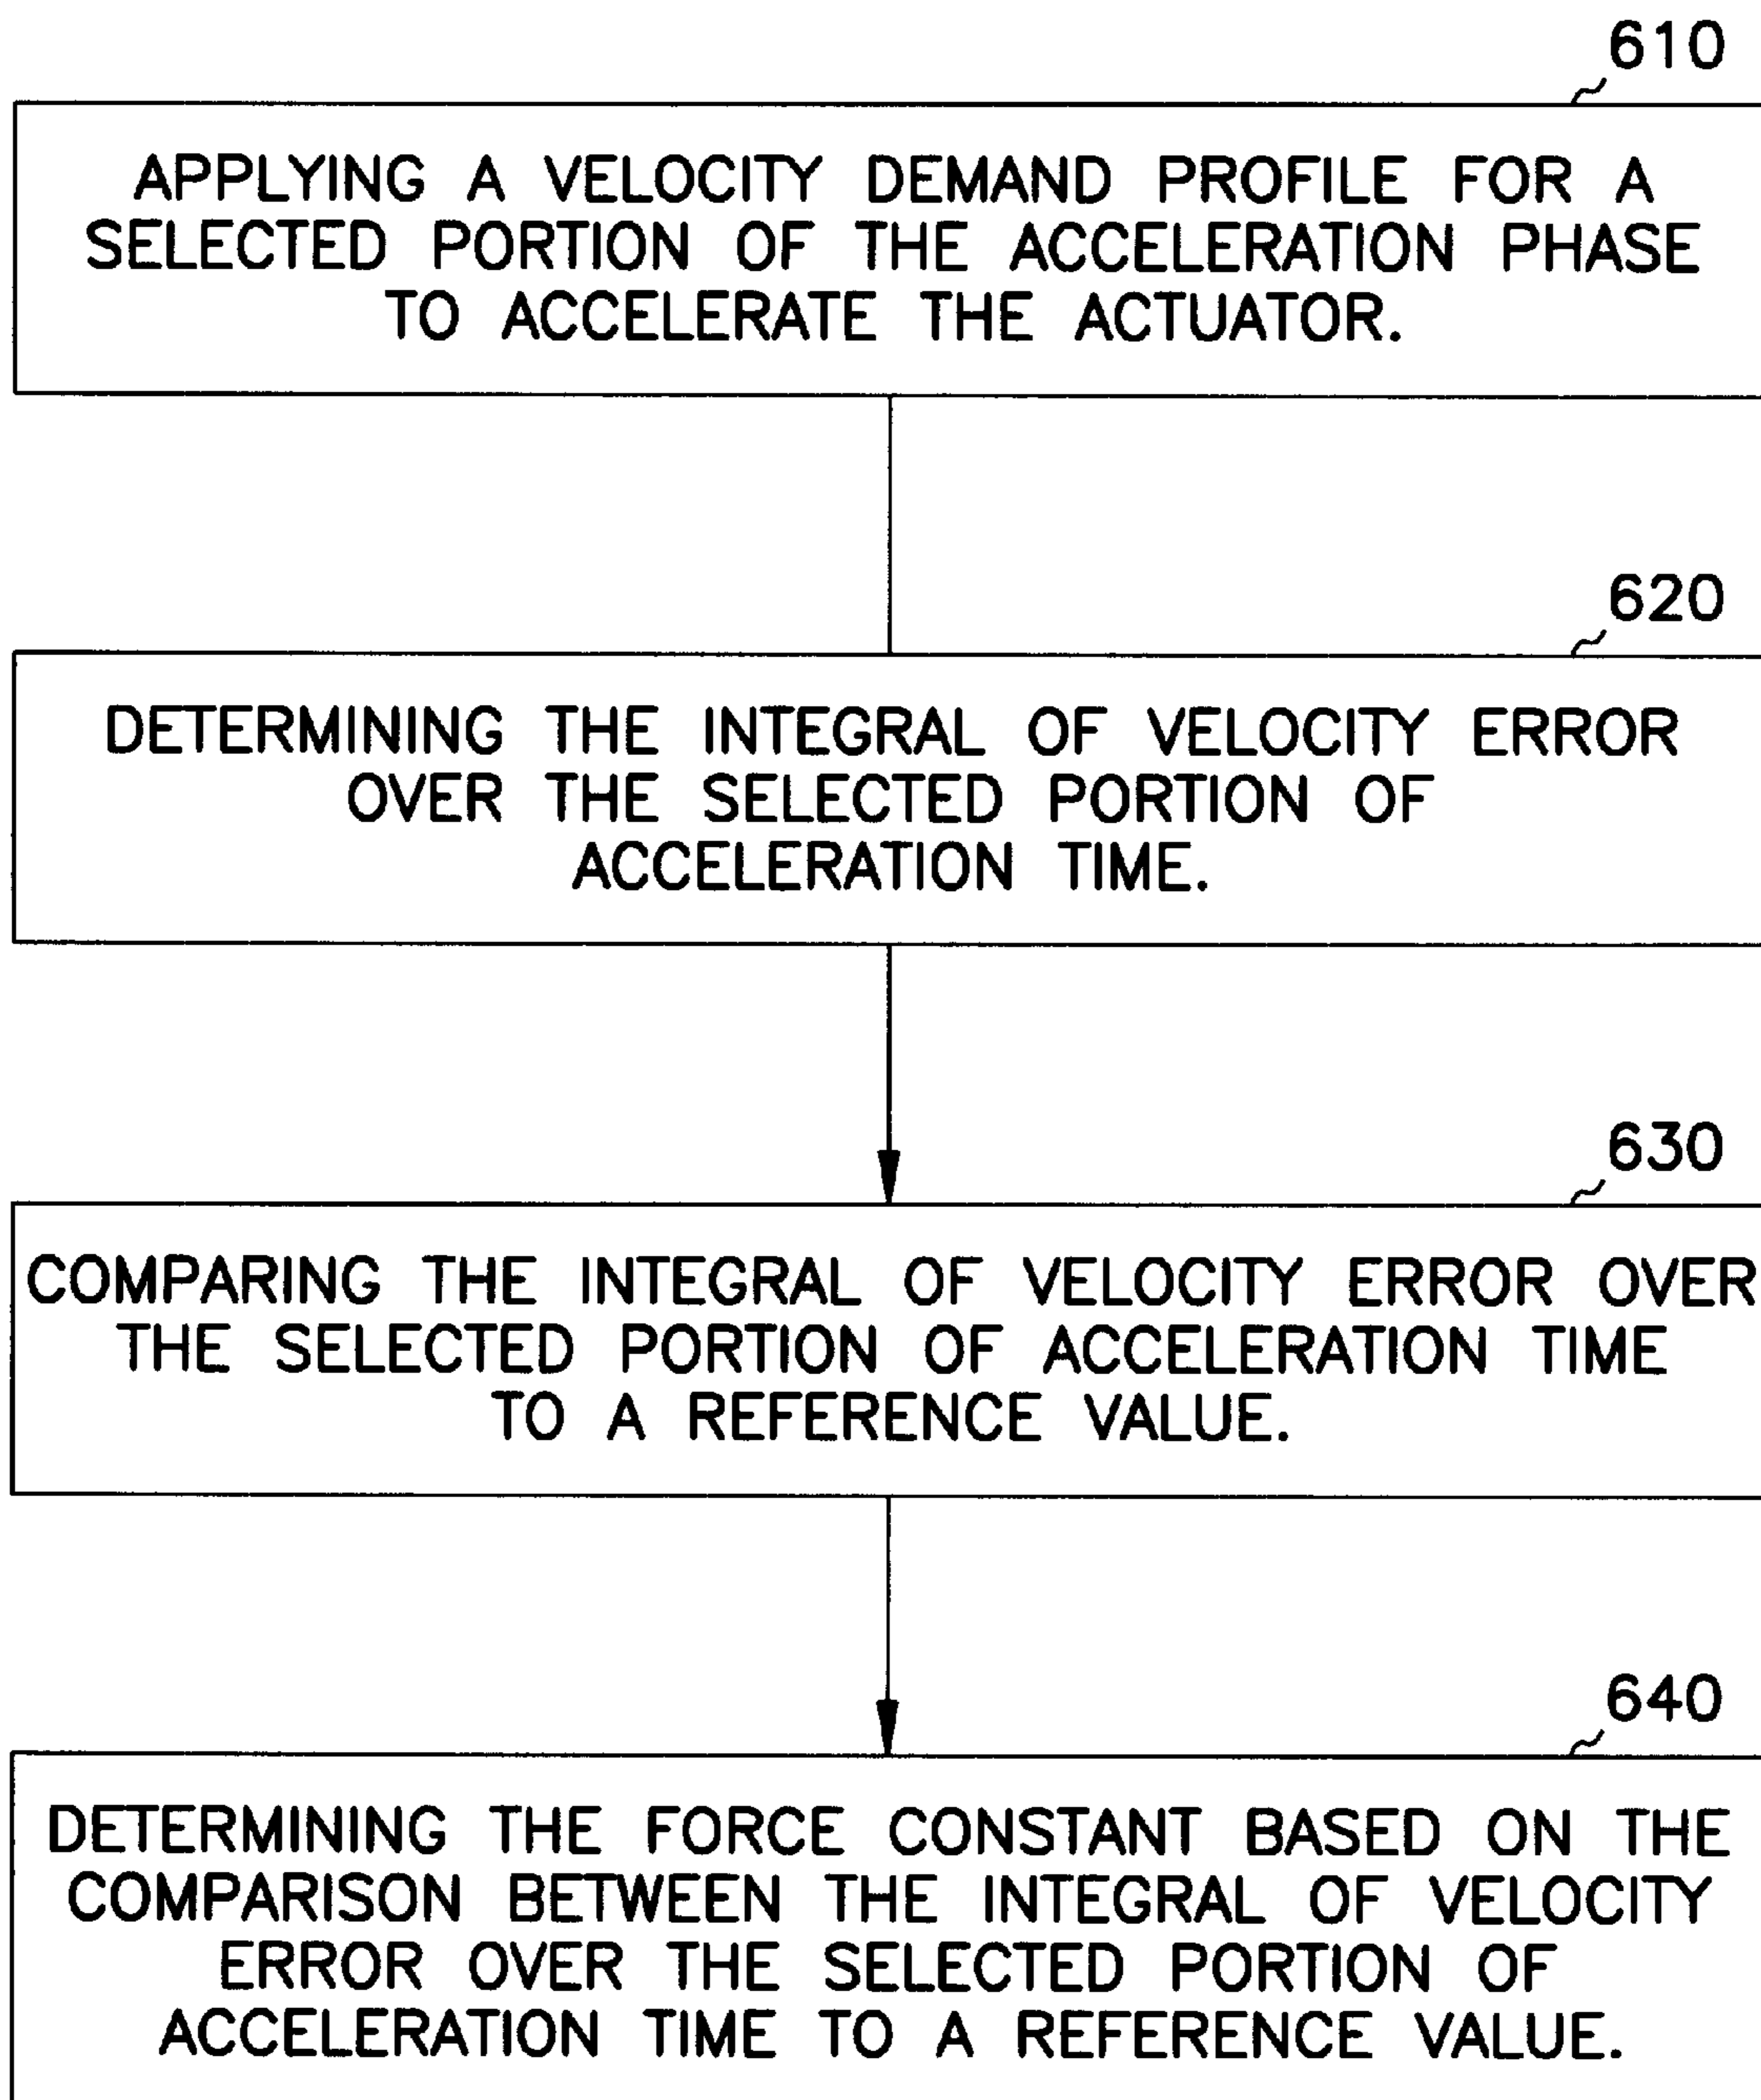 610
APPLYING A VELOCITY DEMAND PROFILE FOR A
SELECTED PORTION OF THE ACCELERATION PHASE
TO ACCELERATE THE ACTUATOR.
620
DETERMINING THE INTEGRAL OF VELOCITY ERROR
OVER THE SELECTED PORTION OF
ACCELERATION TIME.
630
COMPARING THE INTEGRAL OF VELOCITY ERROR OVER
THE SELECTED PORTION OF ACCELERATION TIME
TO A REFERENCE VALUE.
640
DETERMINING THE FORCE CONSTANT BASED ON THE
COMPARISON BETWEEN THE INTEGRAL OF VELOCITY
ERROR OVER THE SELECTED PORTION OF
ACCELERATION TIME TO A REFERENCE VALUE.